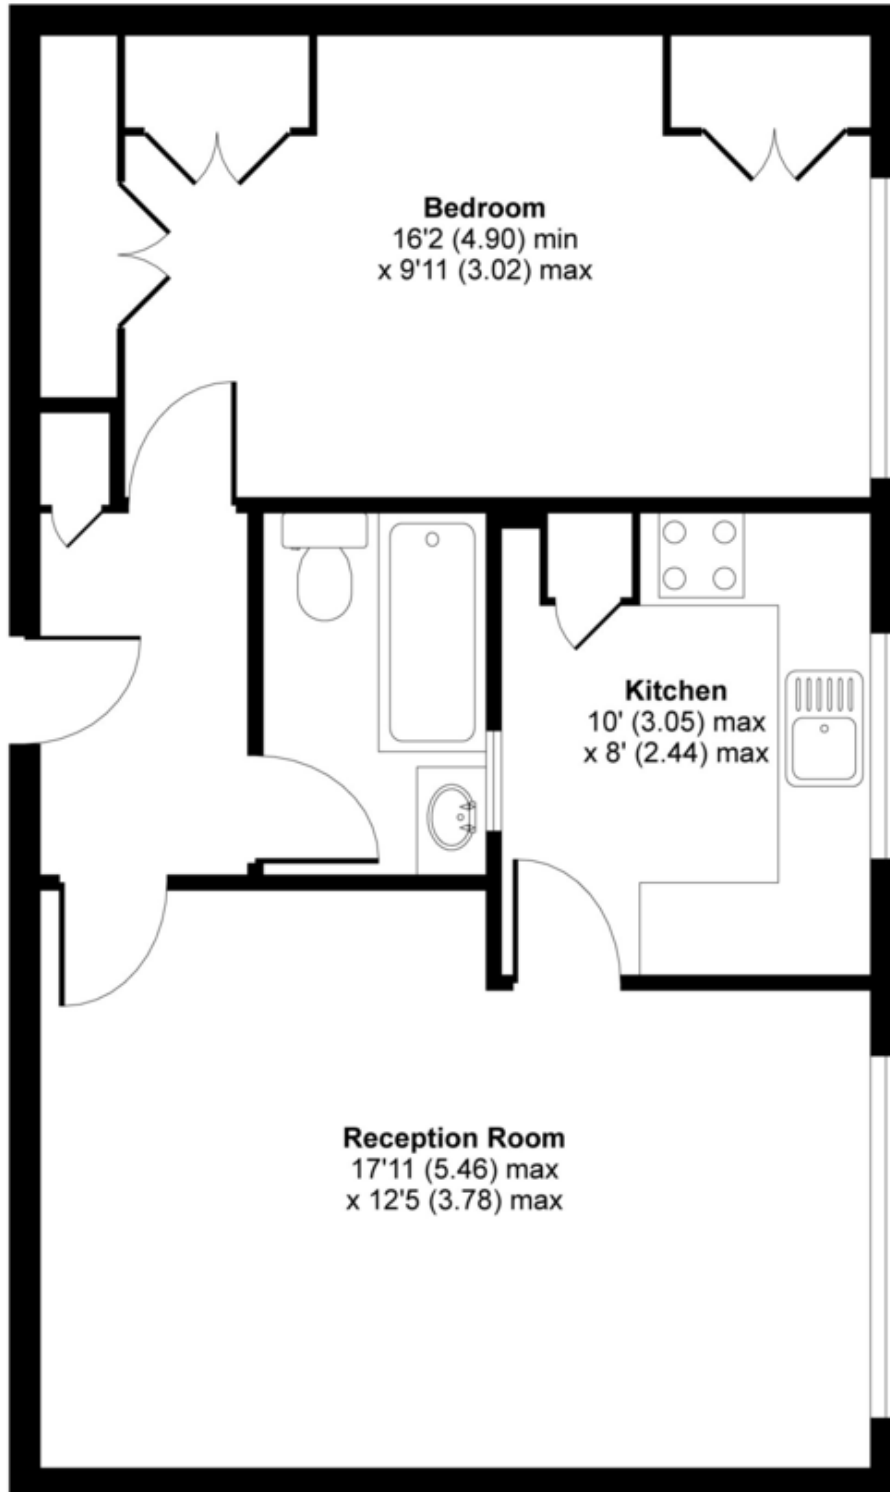 Bedroom
16'2 (4.90) min
x 9'11 (3.02) max
Kitchen
10' (3.05) max
x 8' (2.44) max
Reception Room
17'11 (5.46) max
x 12'5 (3.78) max